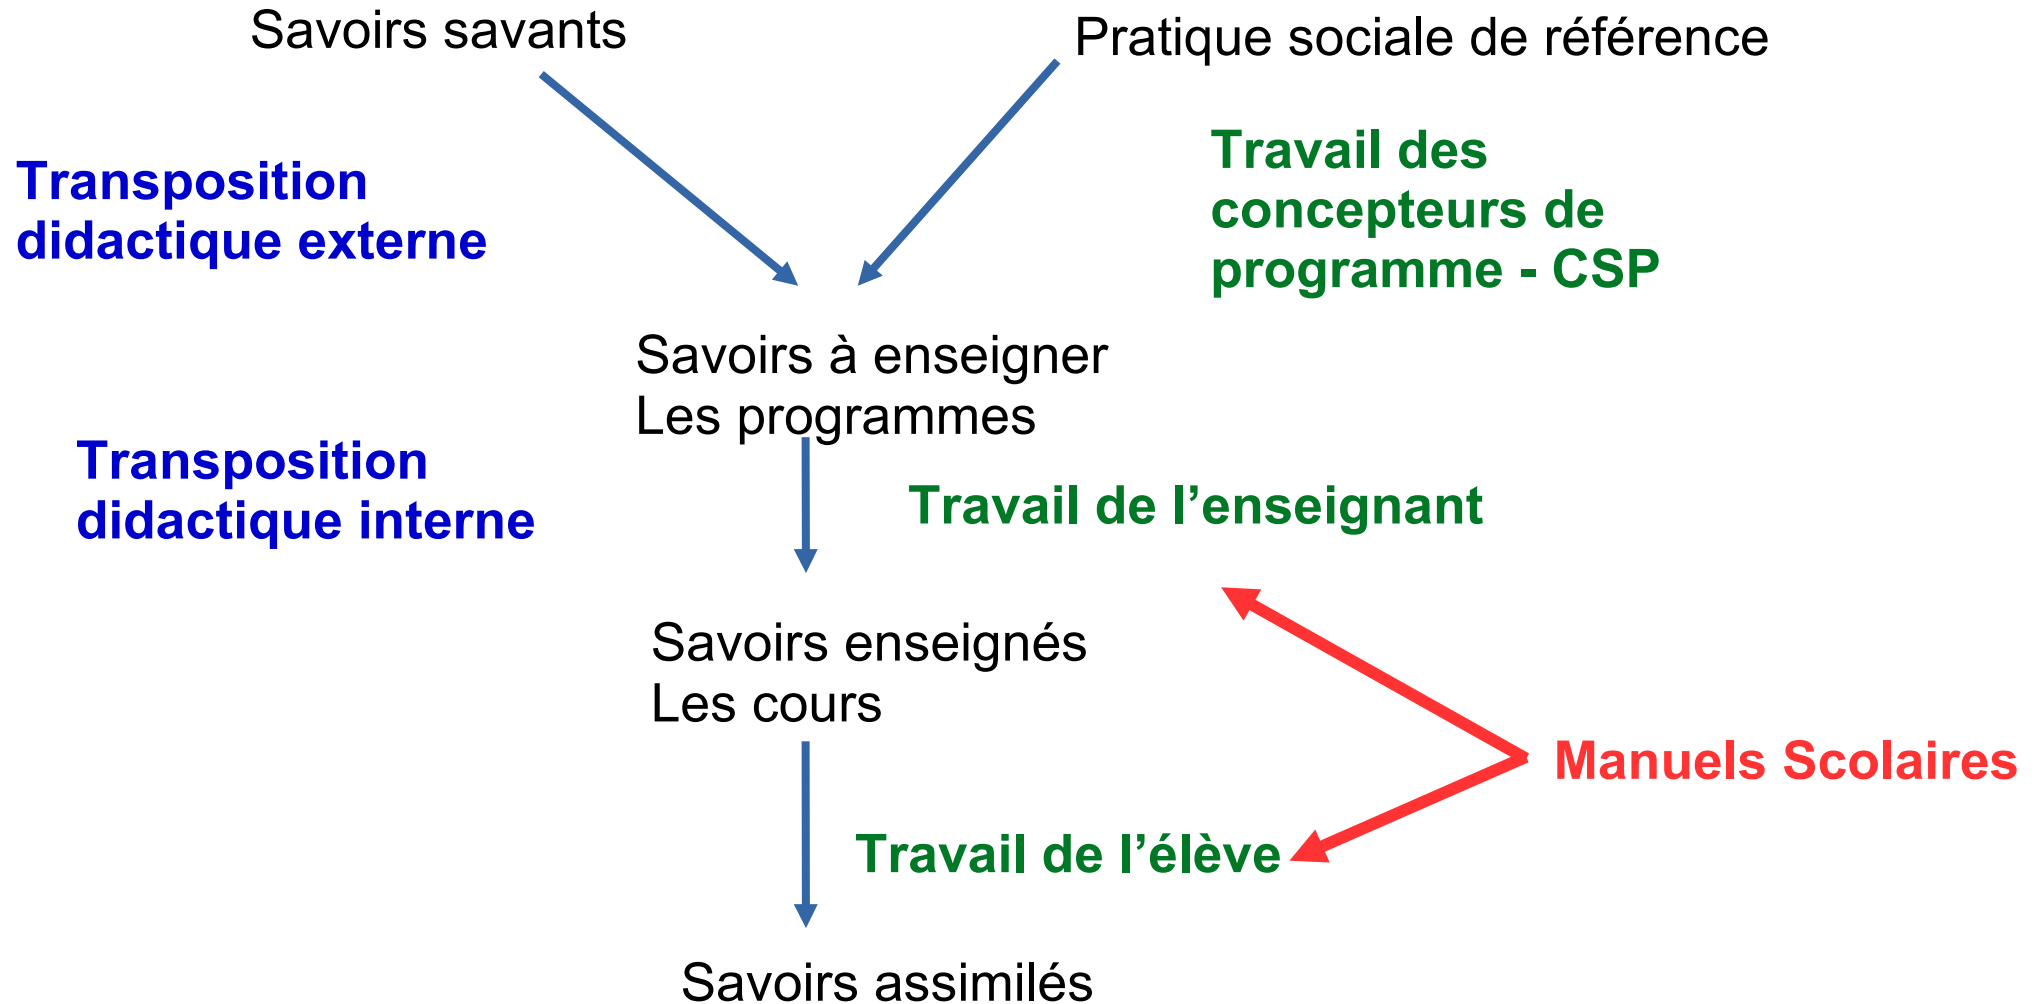 Savoirs savants
Pratique sociale de référence
Transposition
didactique externe
Travail des
concepteurs de
programme - CSP
Savoirs à enseigner
Les programmes
Transposition
didactique interne
Travail de l’enseignant
Savoirs enseignés
Les cours
Manuels Scolaires
Travail de l’élève
Savoirs assimilés